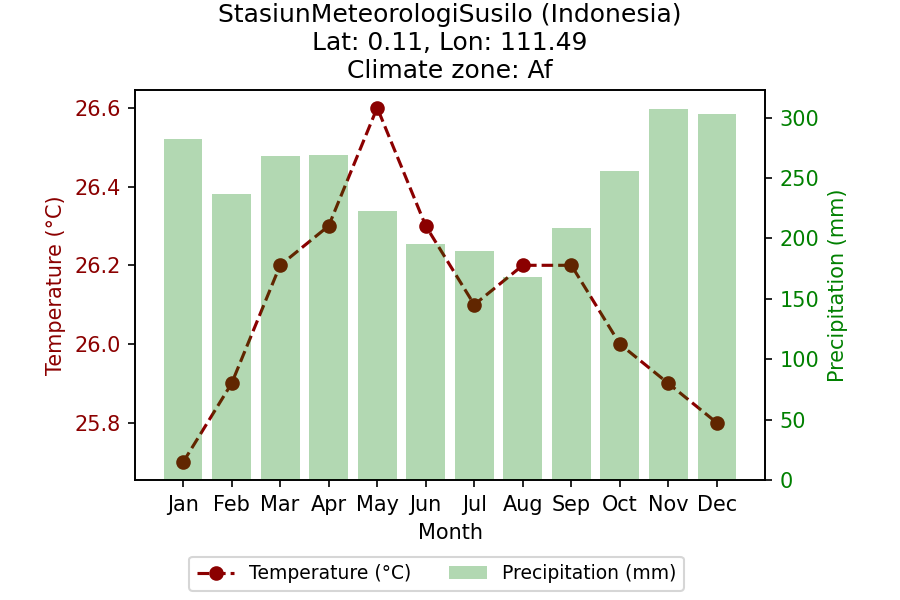 StasiunMeteorologiSusilo (Indonesia)
Lat: 0.11, Lon: 111.49
Climate zone: Af
Temperature (°C)
26.6
26.4
26.2
26.0
25.8
300
250
200
150
100
50
0
Precipitation (mm)
Jan Feb Mar Apr May Jun Jul Aug Sep Oct Nov Dec
Month
Temperature (°C) Precipitation (mm)